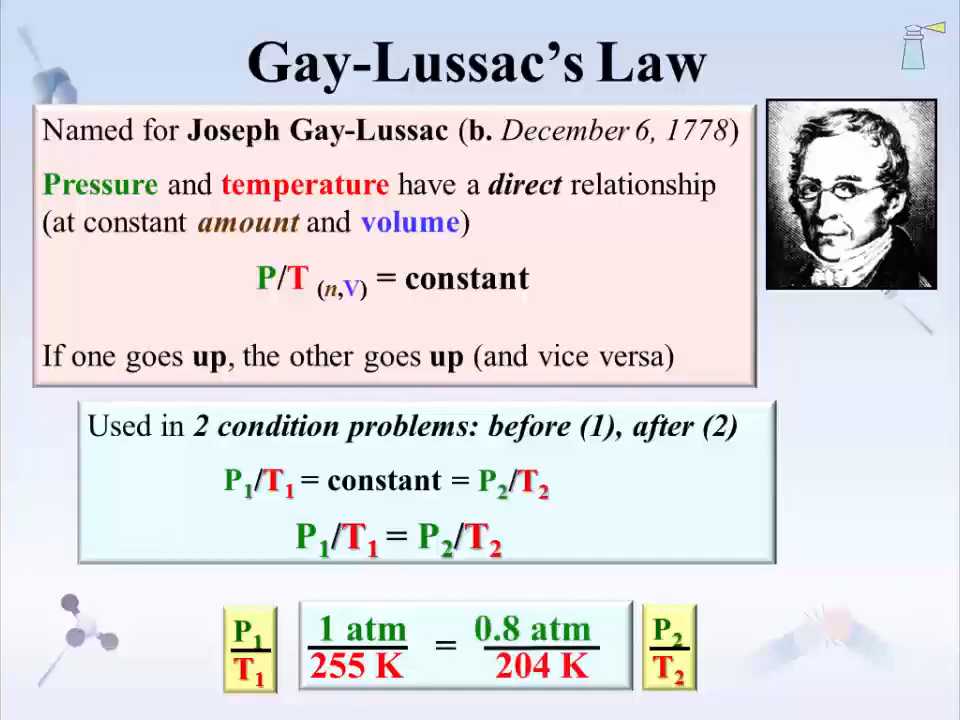 Gay-Lussac’s Law
Named for Joseph Gay-Lussac (b. December 6, 1778)
Pressure and temperature have a direct relationship
(at constant amount and volume)
P/T (n,V) = constant
If one goes up, the other goes up (and vice versa)
Used in 2 condition problems: before (1), after (2)
P₁/T₁ = constant = P₂/T₂
P₁/T₁ = P₂/T₂
P₁ 1 atm = 0.8 atm P₂
T₁ 255 K 204 K T₂